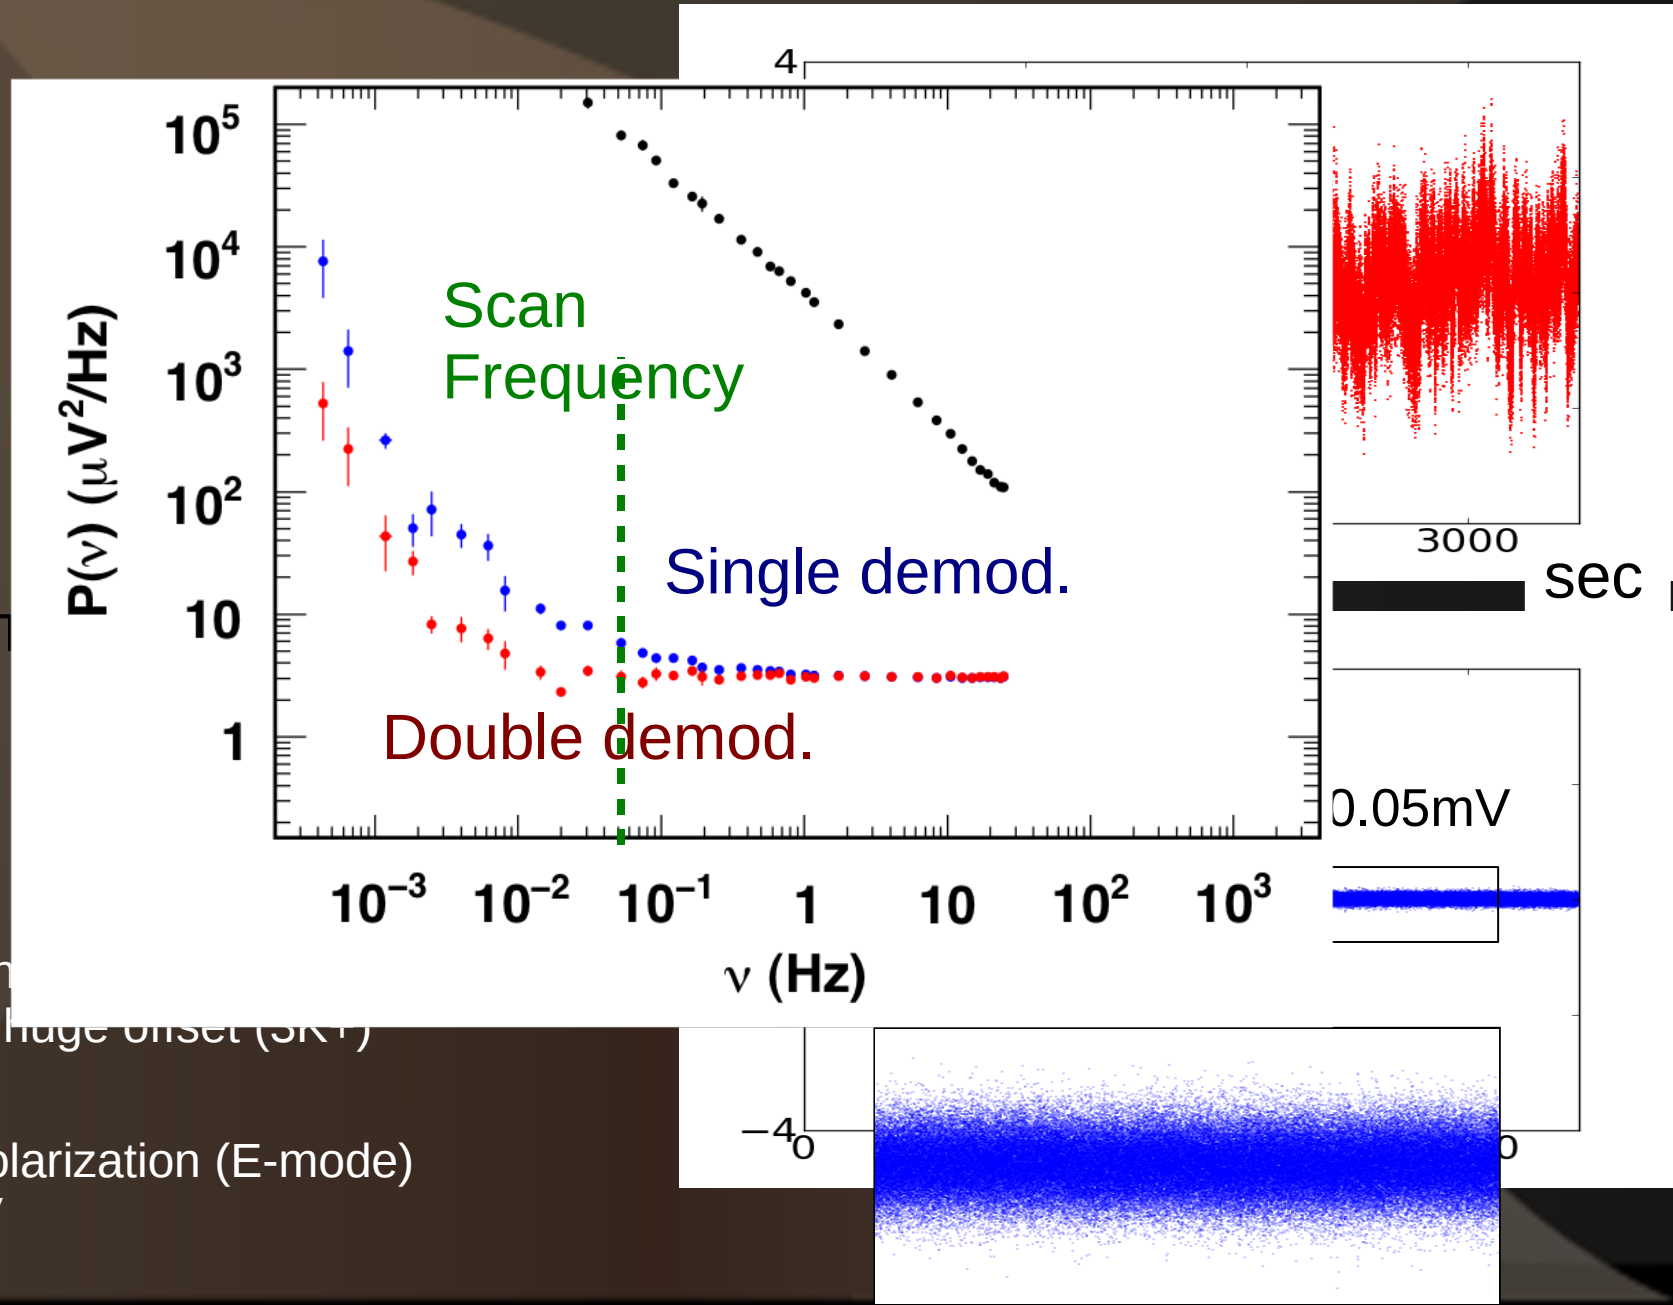 4
10⁵
10⁴
10³
10²
10
1
P(ν) (μV²/Hz)
Scan
Frequency
Single demod.
Double demod.
10⁻³ 10⁻² 10⁻¹ 1 10 10² 10³
ν (Hz)
3000
sec
0.05mV
huge offset (3K+)
−4
0
0
(E-mode)